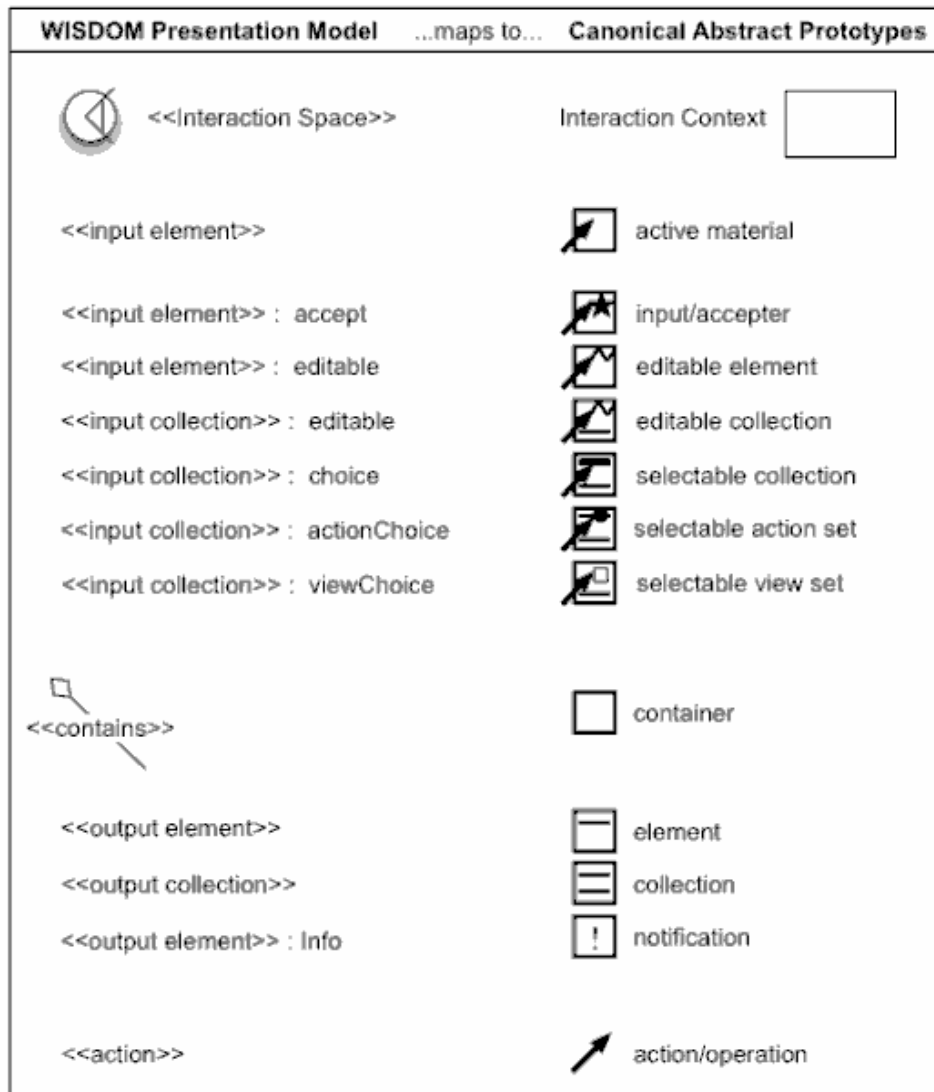 WISDOM Presentation Model ...maps to... Canonical Abstract Prototypes
<<Interaction Space>> Interaction Context
<<input element>> active material
<<input element>> : accept input/accepter
<<input element>> : editable editable element
<<input collection>> : editable editable collection
<<input collection>> : choice selectable collection
<<input collection>> : actionChoice selectable action set
<<input collection>> : viewChoice selectable view set
<<contains>> container
<<output element>> element
<<output collection>> collection
<<output element>> : Info ! notification
<<action>> action/operation